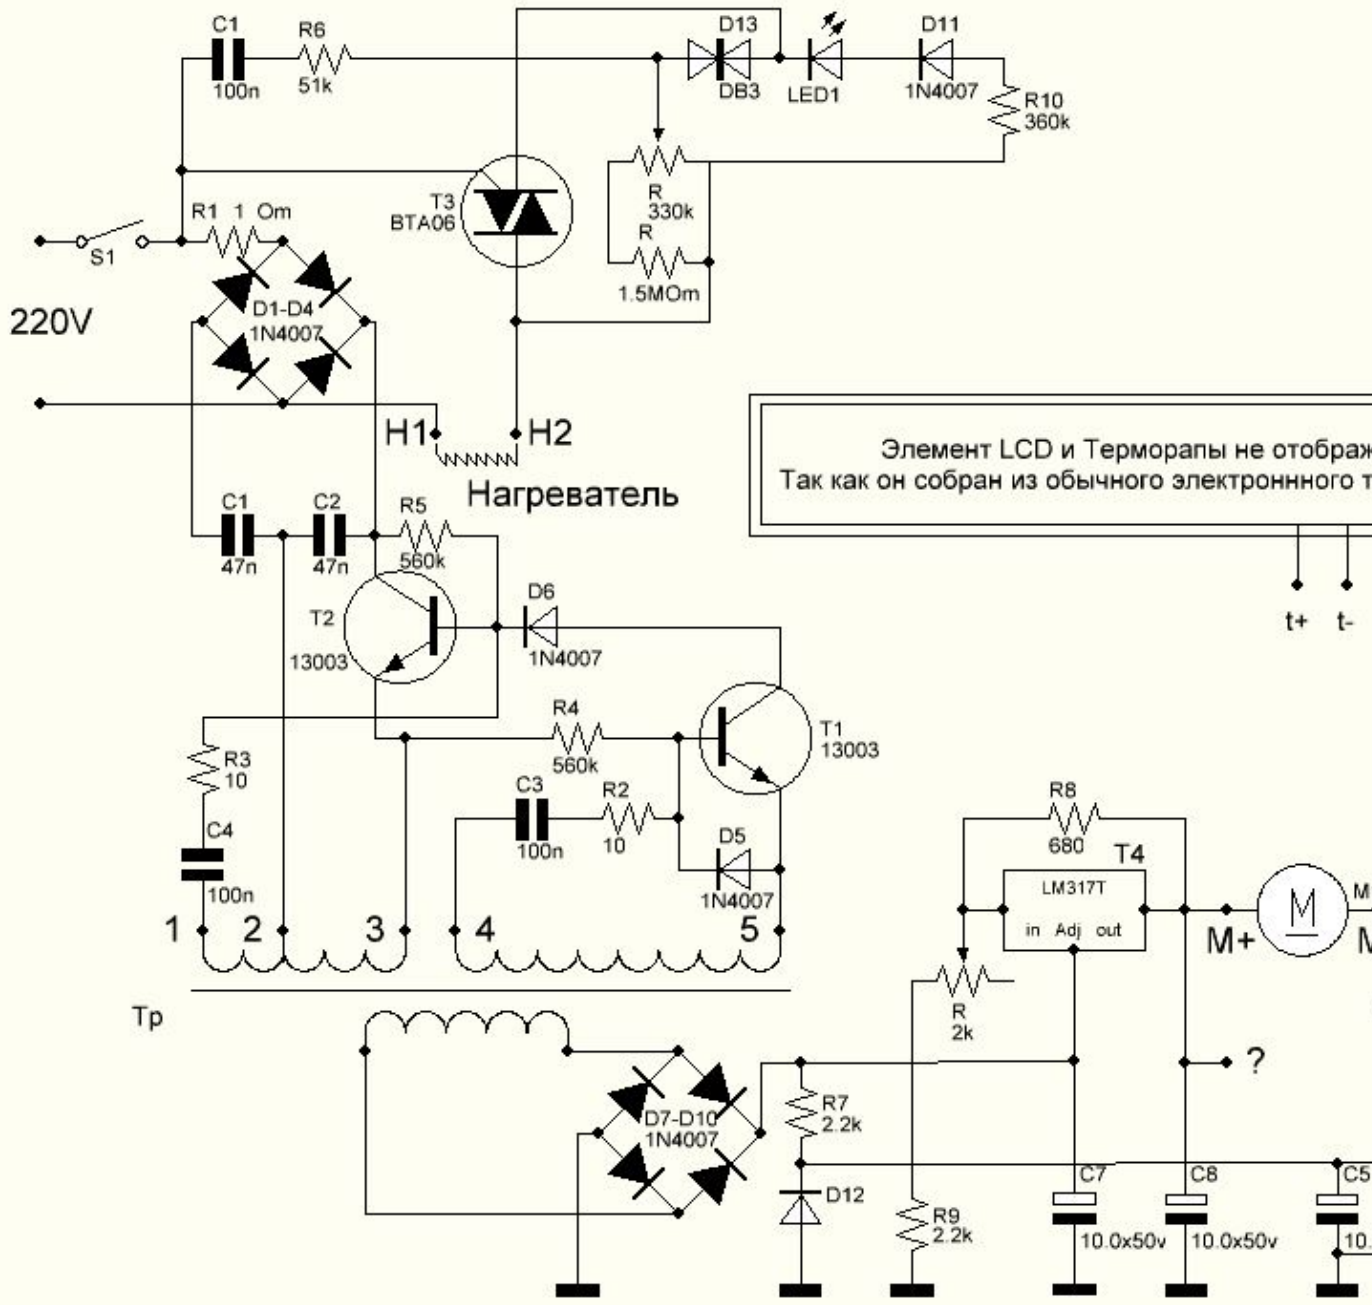 C1
100n
R6
51k
D13
DB3
LED1
D11
1N4007
R10
360k
T3
BTA06
R
330k
R
1.5MOm
R1 1 Om
S1
220V
D1-D4
1N4007
H1
H2
Нагреватель
Элемент LCD и Терморапы не отображ
Так как он собран из обычного электроннного т
t+ t-
C1
47n
C2
47n
R5
560k
T2
13003
D6
1N4007
R4
560k
T1
13003
R3
10
C3
100n
R2
10
C4
100n
D5
1N4007
R8
680
T4
LM317T
in Adj out
M
M
M+
M
1 2 3 4 5
R
2k
Tp
?
D7-D10
1N4007
R7
2.2k
D12
R9
2.2k
C7
10.0x50v
C8
10.0x50v
C5
10.